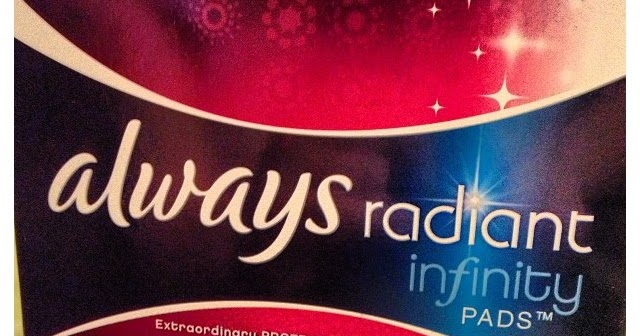 always radiant
infinity
PADS™
Extraordinary